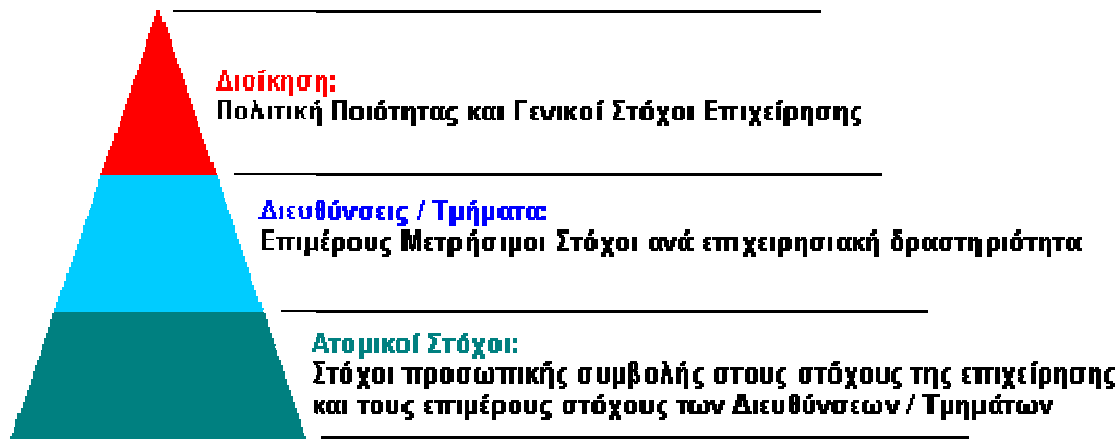 Διοίκηση:
Πολιτική Ποιότητας και Γενικοί Στόχοι Επιχείρησης
Διευθύνσεις / Τμήματα:
Επιμέρους Μετρήσιμοι Στόχοι ανά επιχειρησιακή δραστηριότητα
Ατομικοί Στόχοι:
Στόχοι προσωπικής συμβολής στους στόχους της επιχείρησης
και τους επιμέρους στόχους των Διευθύνσεων / Τμημάτων